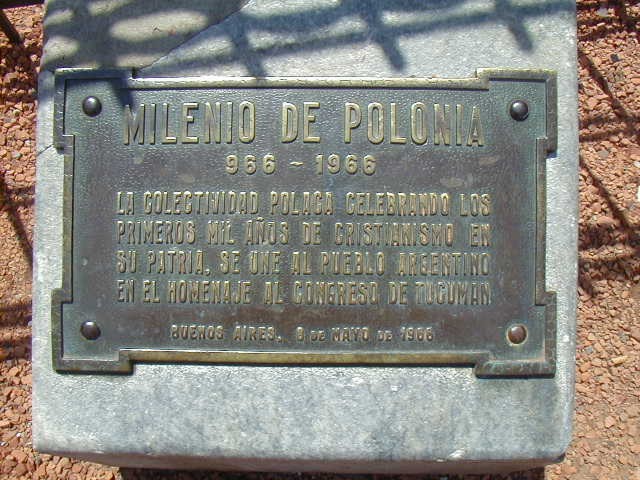 MILENIO DE POLONIA
966 - 1966
LA COLECTIVIDAD POLACA CELEBRANDO LOS
PRIMEROS MIL AÑOS DE CRISTIANISMO EN
SU PATRIA, SE UNE AL PUEBLO ARGENTINO
EN EL HOMENAJE AL CONGRESO DE TUCUMAN
BUENOS AIRES, 8 DE MAYO DE 1966